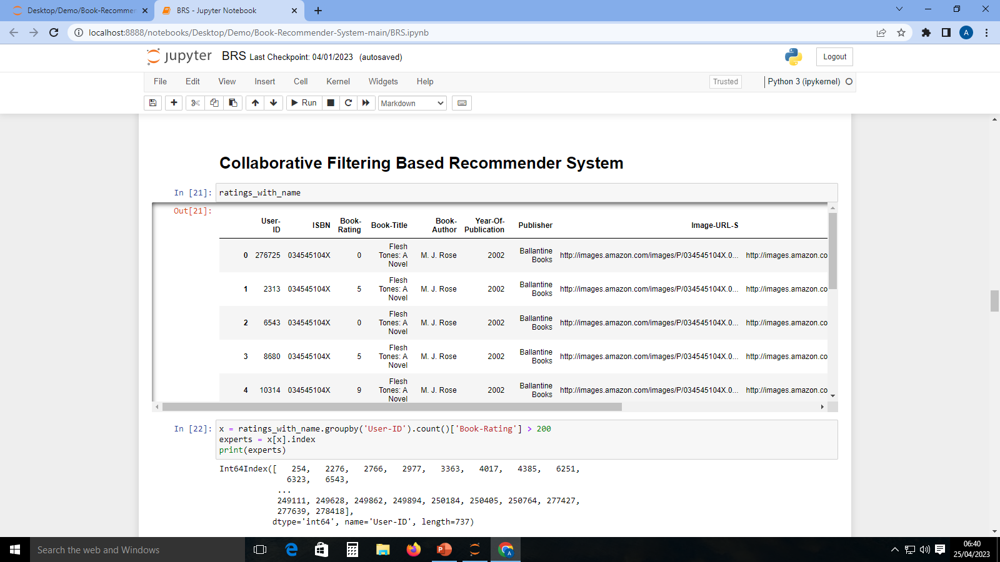 Desktop/Demo/Book-Recommen
BRS - Jupyter Notebook
localhost:8888/notebooks/Desktop/Demo/Book-Recommender-System-main/BRS.ipynb
A
jupyter BRS Last Checkpoint: 04/01/2023 (autosaved)
Logout
File Edit View Insert Cell Kernel Widgets Help
Trusted
Python 3 (ipykernel)
Run
Markdown
Collaborative Filtering Based Recommender System
In [21]: ratings_with_name
Out[21]:
User-ID ISBN Book-Rating Book-Title Book-Author Year-Of-Publication Publisher Image-URL-S
0 276725 034545104X 0 Flesh Tones: A Novel M. J. Rose 2002 Ballantine Books http://images.amazon.com/images/P/034545104X.0... http://images.amazon.co
1 2313 034545104X 5 Flesh Tones: A Novel M. J. Rose 2002 Ballantine Books http://images.amazon.com/images/P/034545104X.0... http://images.amazon.co
2 6543 034545104X 0 Flesh Tones: A Novel M. J. Rose 2002 Ballantine Books http://images.amazon.com/images/P/034545104X.0... http://images.amazon.co
3 8680 034545104X 5 Flesh Tones: A Novel M. J. Rose 2002 Ballantine Books http://images.amazon.com/images/P/034545104X.0... http://images.amazon.co
4 10314 034545104X 9 Flesh Tones: A Novel M. J. Rose 2002 Ballantine Books http://images.amazon.com/images/P/034545104X.0... http://images.amazon.co
In [22]: x = ratings_with_name.groupby('User-ID').count()['Book-Rating'] > 200
experts = x[x].index
print(experts)
Int64Index([ 254, 2276, 2766, 2977, 3363, 4017, 4385, 6251,
6323, 6543,
...
249111, 249628, 249862, 249894, 250184, 250405, 250764, 277427,
277639, 278418],
dtype='int64', name='User-ID', length=737)
Search the web and Windows
06:40
25/04/2023